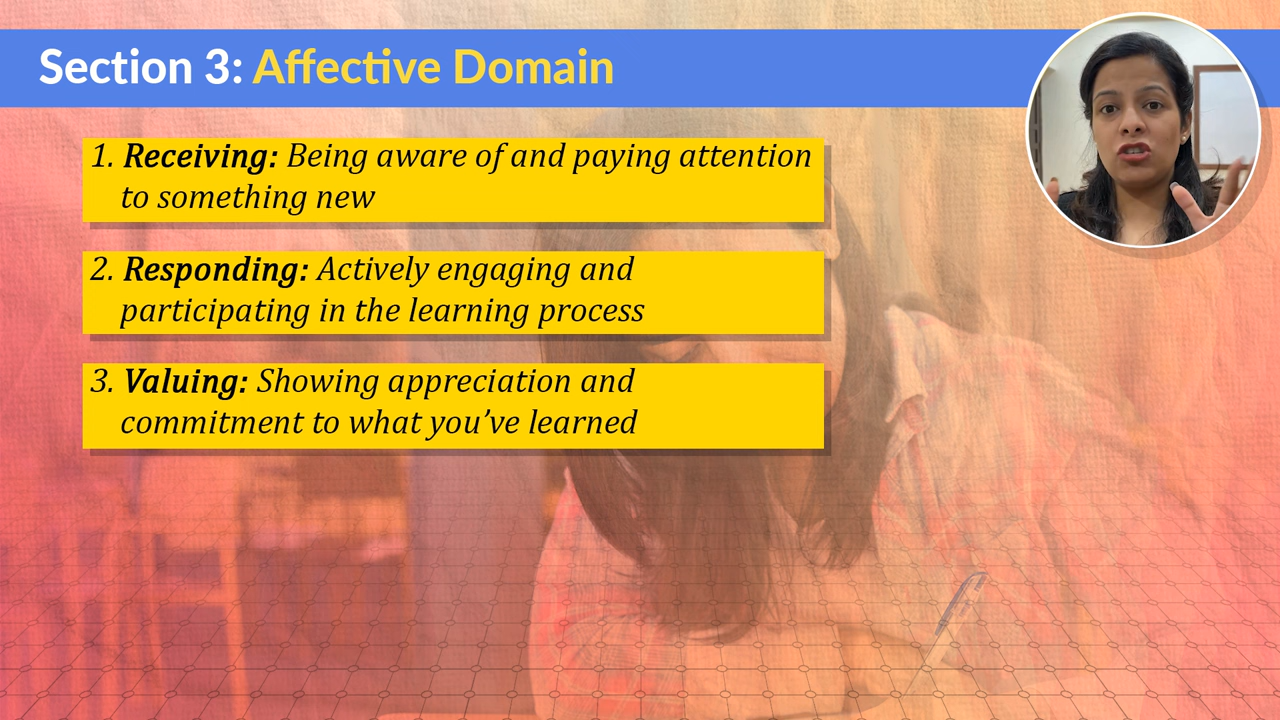 Section 3: Affective Domain
1. Receiving: Being aware of and paying attention
to something new
2. Responding: Actively engaging and
participating in the learning process
3. Valuing: Showing appreciation and
commitment to what you’ve learned